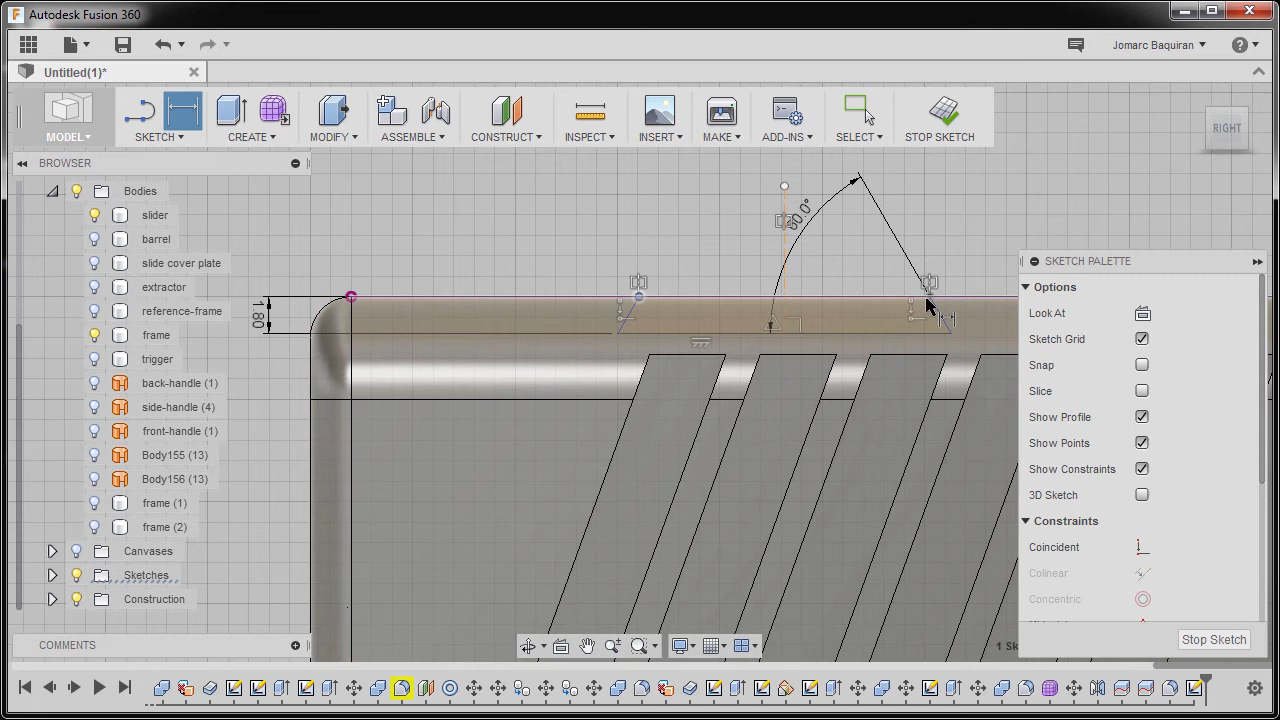 Autodesk Fusion 360
Jomarc Baquiran
Untitled(1)*
MODEL
SKETCH
CREATE
MODIFY
ASSEMBLE
CONSTRUCT
INSPECT
INSERT
MAKE
ADD-INS
SELECT
STOP SKETCH
RIGHT
BROWSER
Bodies
slider
barrel
slide cover plate
extractor
reference-frame
frame
trigger
back-handle (1)
side-handle (4)
front-handle (1)
Body155 (13)
Body156 (13)
frame (1)
frame (2)
Canvases
Sketches
Construction
COMMENTS
1.80
60.0°
SKETCH PALETTE
Options
Look At
Sketch Grid
Snap
Slice
Show Profile
Show Points
Show Constraints
3D Sketch
Constraints
Coincident
Colinear
Concentric
Stop Sketch